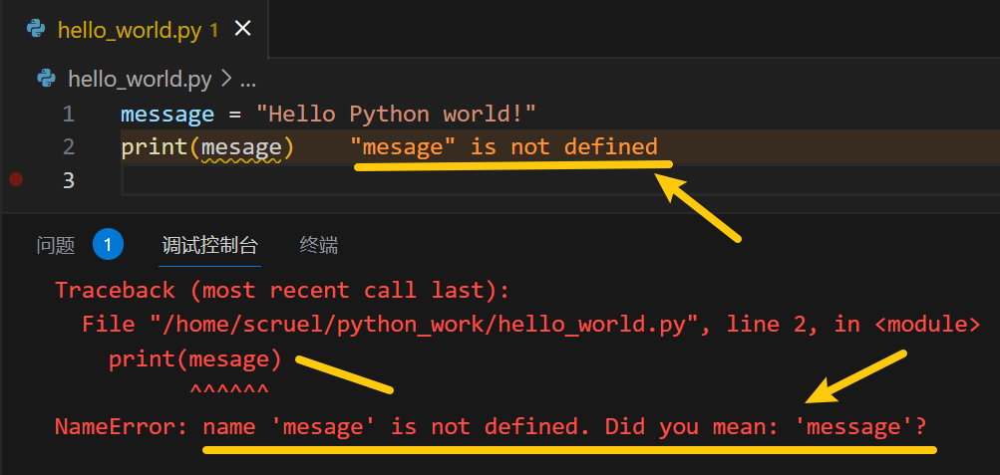 hello_world.py 1
hello_world.py > ...
1 message = "Hello Python world!"
2 print(mesage) "mesage" is not defined
3
问题 1 调试控制台 终端
Traceback (most recent call last):
File "/home/scruel/python_work/hello_world.py", line 2, in <module>
print(mesage)
^^^^^^
NameError: name 'mesage' is not defined. Did you mean: 'message'?